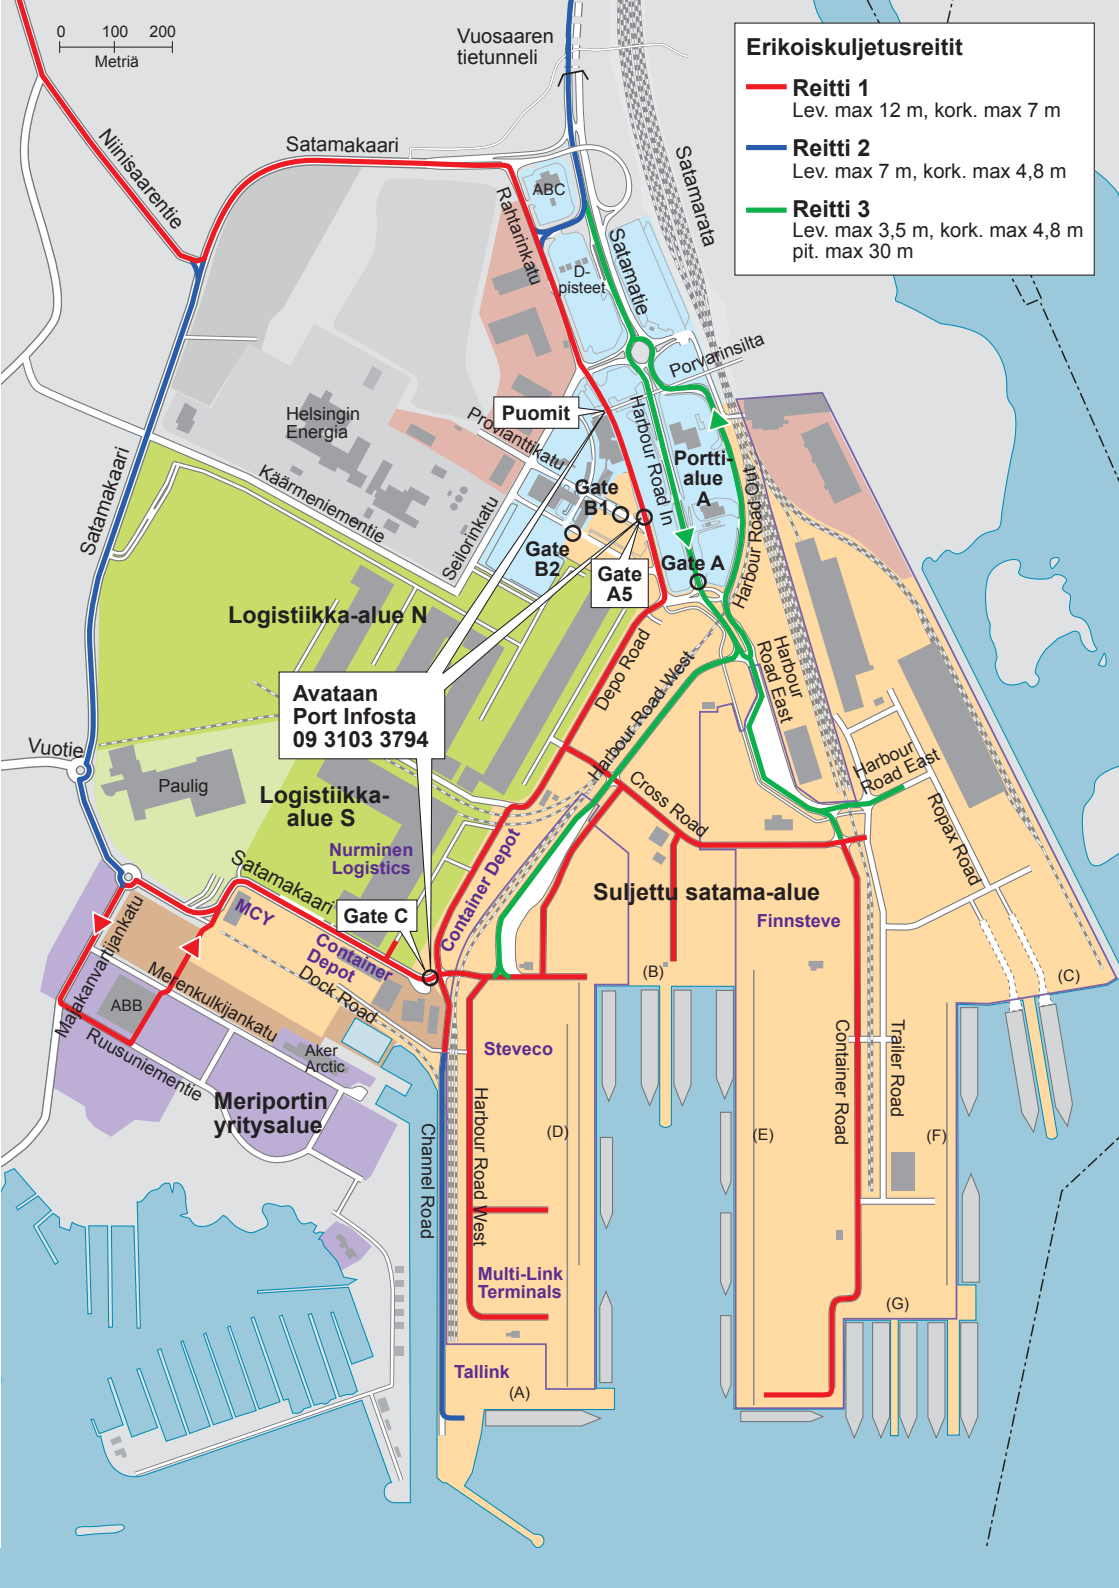 0 100 200
Metriä
Vuosaaren
tietunneli
Erikoiskuljetusreitit
Reitti 1
Lev. max 12 m, kork. max 7 m
Reitti 2
Lev. max 7 m, kork. max 4,8 m
Reitti 3
Lev. max 3,5 m, kork. max 4,8 m
pit. max 30 m
Niinisaarentie
Satamakaari
Satamarata
ABC
Rahtarinkatu
Satamatie
D-
pisteet
Porvarinsilta
Puomit
Helsingin
Energia
Provianttikatu
Harbour Road In
Portti-
alue
A
Harbour Road Out
Satamakaari
Käärmeniementie
Seilorinkatu
Gate
B1
Gate
B2
Gate
A5
Gate A
Logistiikka-alue N
Depo Road
Harbour Road West
Harbour
Road East
Avataan
Port Infosta
09 3103 3794
Vuotie
Paulig
Logistiikka-
alue S
Cross Road
Harbour
Road East
Ropax Road
Nurminen
Logistics
Container Depot
Satamakaari
Suljettu satama-alue
MCY
Gate C
Finnsteve
Container
Depot
Majakanvartijankatu
Merenkulkijankatu
Dock Road
ABB
(B)
(C)
Ruusuniementie
Aker
Arctic
Steveco
Container Road
Trailer Road
Meriportin
yritysalue
Channel Road
Harbour Road West
(D)
(E)
(F)
Multi-Link
Terminals
(G)
Tallink
(A)